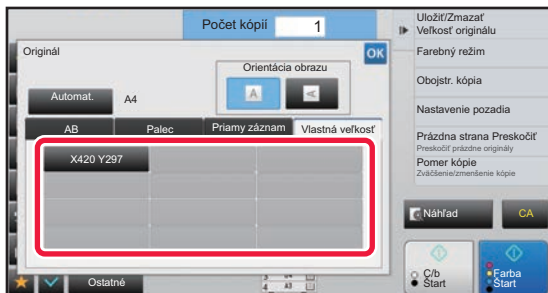 Počet kópií 1
Uložiť/Zmazať
Veľkosť originálu
Farebný režim
Obojstr. kópia
Nastavenie pozadia
Prázdna strana Preskočiť
Preskočiť prázdne originály
Pomer kópie
Zväčšenie/zmenšenie kópie
Originál
OK
Orientácia obrazu
A
A
Automat. A4
AB Palec Priamy záznam Vlastná veľkosť
X420 Y297
Náhľad CA
Ostatné
4 A3
Č/b
Štart
Farba
Štart